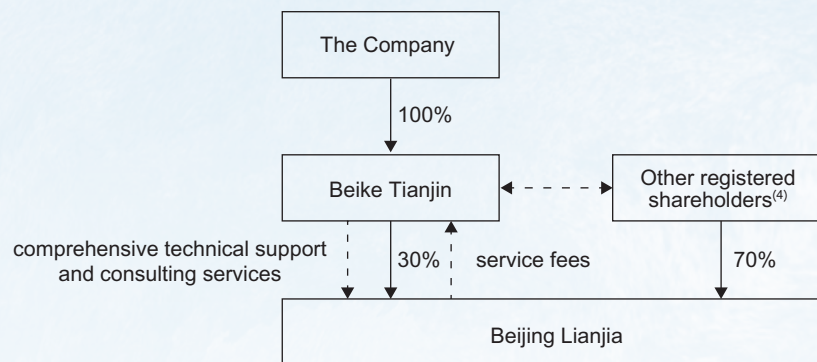 The Company
100%
Beike Tianjin
Other registered
shareholders(4)
comprehensive technical support
and consulting services
30%
service fees
70%
Beijing Lianjia